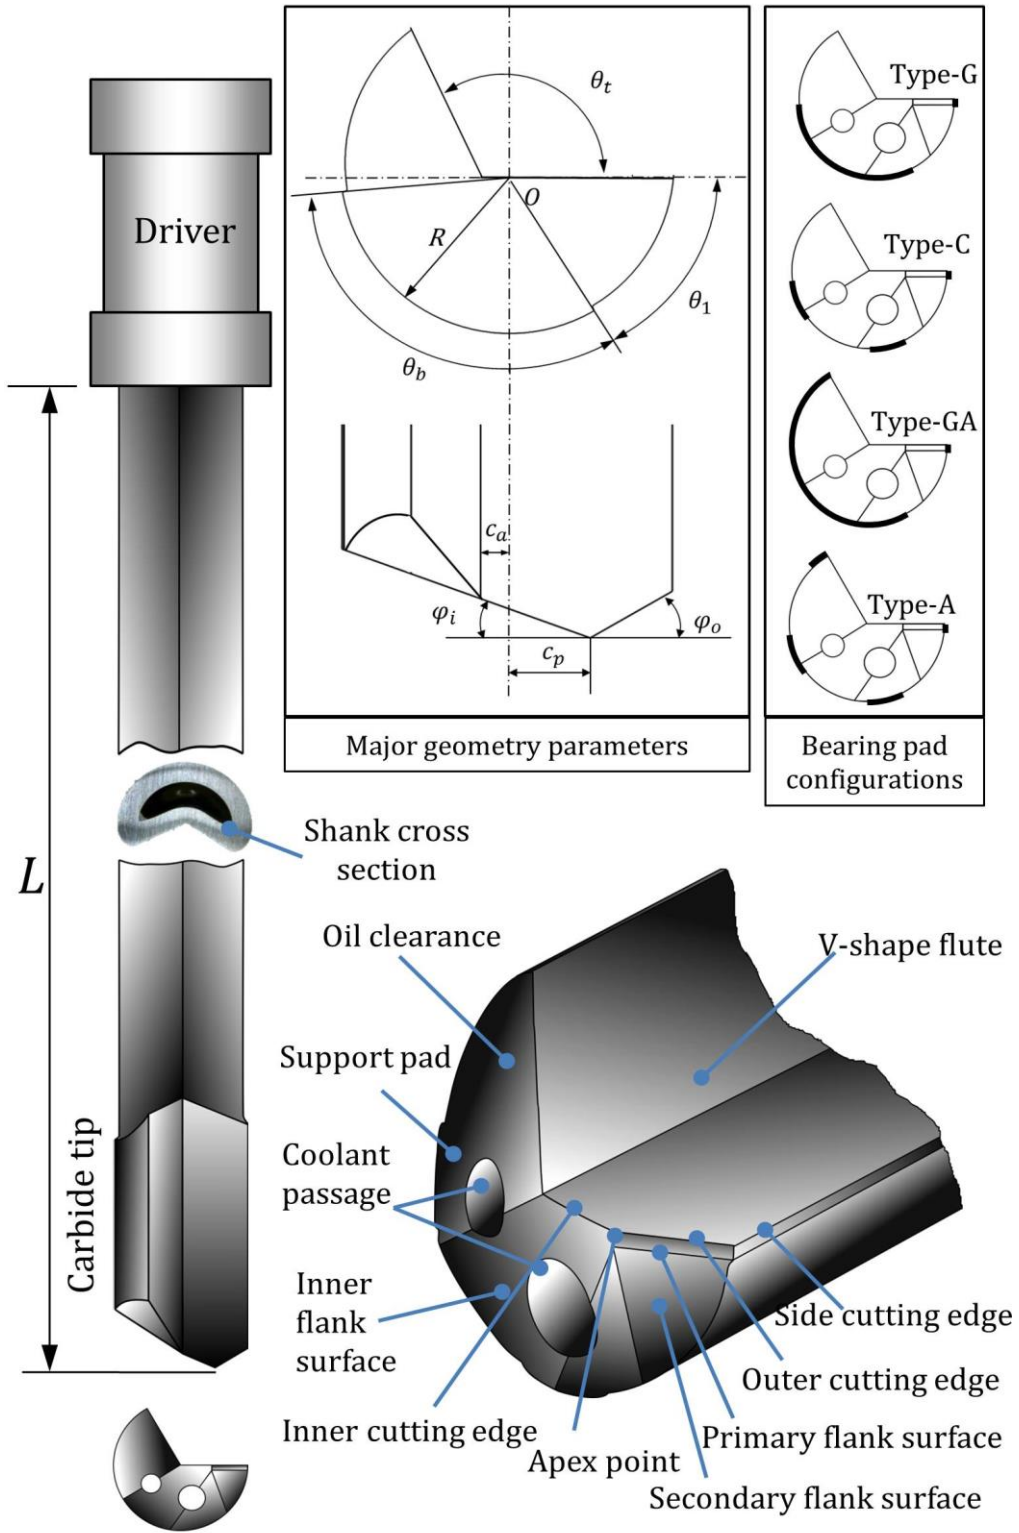 Driver
L
Carbide tip
Shank cross
section
θt
O
R
θ1
θb
ca
φi
φo
cp
Major geometry parameters
Type-G
Type-C
Type-GA
Type-A
Bearing pad
configurations
Oil clearance
V-shape flute
Support pad
Coolant
passage
Inner
flank
surface
Side cutting edge
Outer cutting edge
Inner cutting edge
Primary flank surface
Apex point
Secondary flank surface